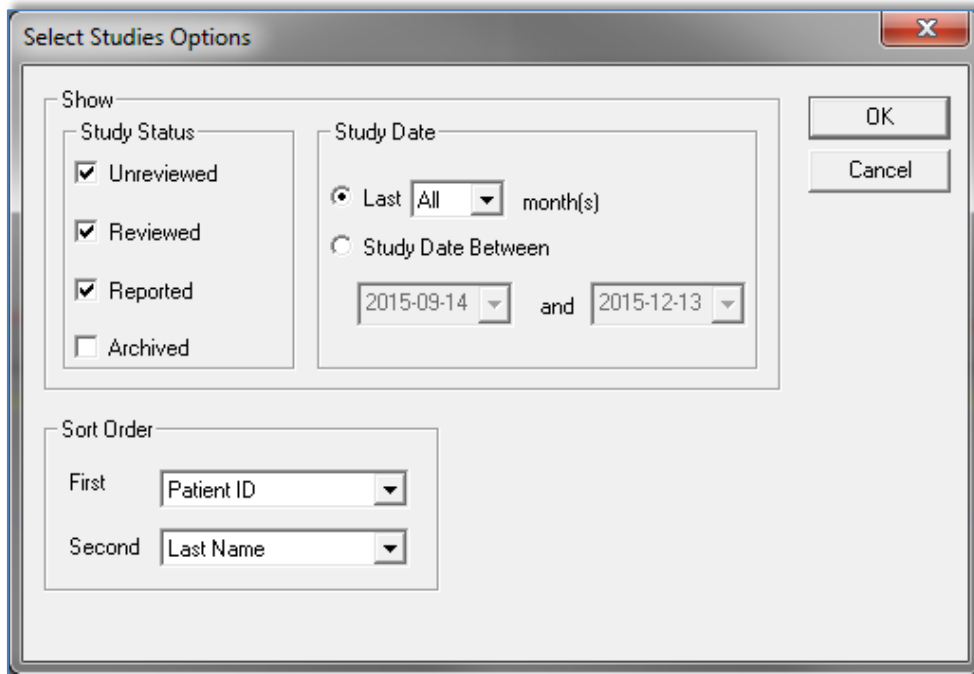 Select Studies Options
Show
Study Status
Unreviewed
Reviewed
Reported
Archived
Study Date
Last All month(s)
Study Date Between
2015-09-14 and 2015-12-13
OK
Cancel
Sort Order
First Patient ID
Second Last Name